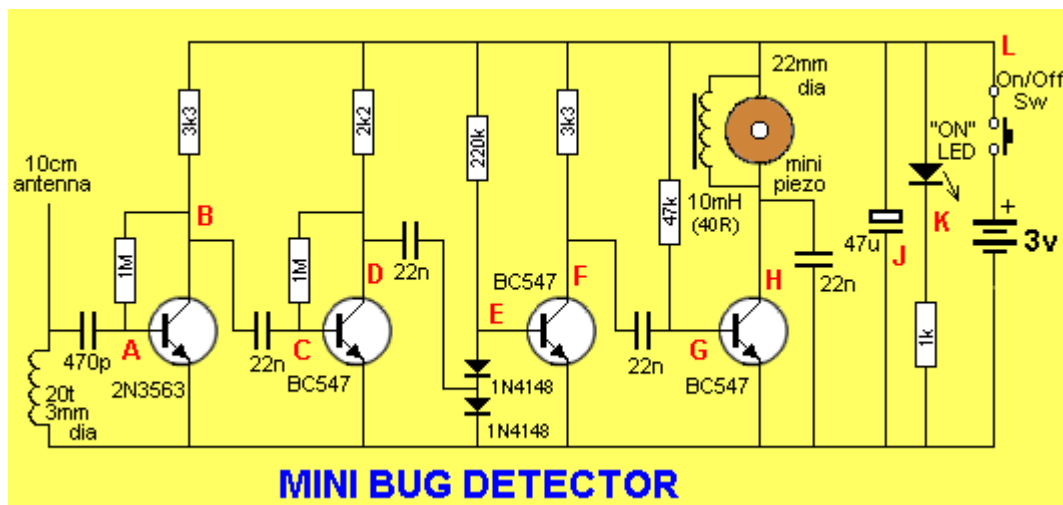 L
22mm
dia
On/Off
Sw
3k3
2k2
220k
3k3
"ON"
LED
10cm
antenna
mini
piezo
B
47k
10mH
(40R)
K
+
3v
1M
1M
D
22n
BC547
F
H
47u
J
22n
E
A
C
G
470p
22n
22n
1k
2N3563
BC547
1N4148
BC547
20t
3mm
dia
1N4148
MINI BUG DETECTOR